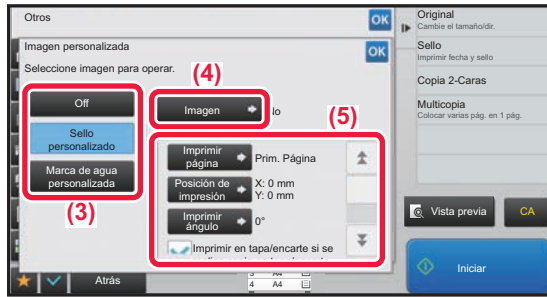 Otros
OK
Imagen personalizada
OK
Seleccione imagen para operar.
(4)
Off
Imagen
(5)
Sello
personalizado
Imprimir
página
Prim. Página
Marca de agua
personalizada
Posición de
impresión
X: 0 mm
Y: 0 mm
(3)
Imprimir
ángulo
0°
Imprimir en tapa/encarte si se
Atrás
3 A4
4 A4
Original
Cambie el tamaño/dir.
Sello
Imprimir fecha y sello
Copia 2-Caras
Multicopia
Colocar varias pág. en 1 pág.
Vista previa
CA
Iniciar